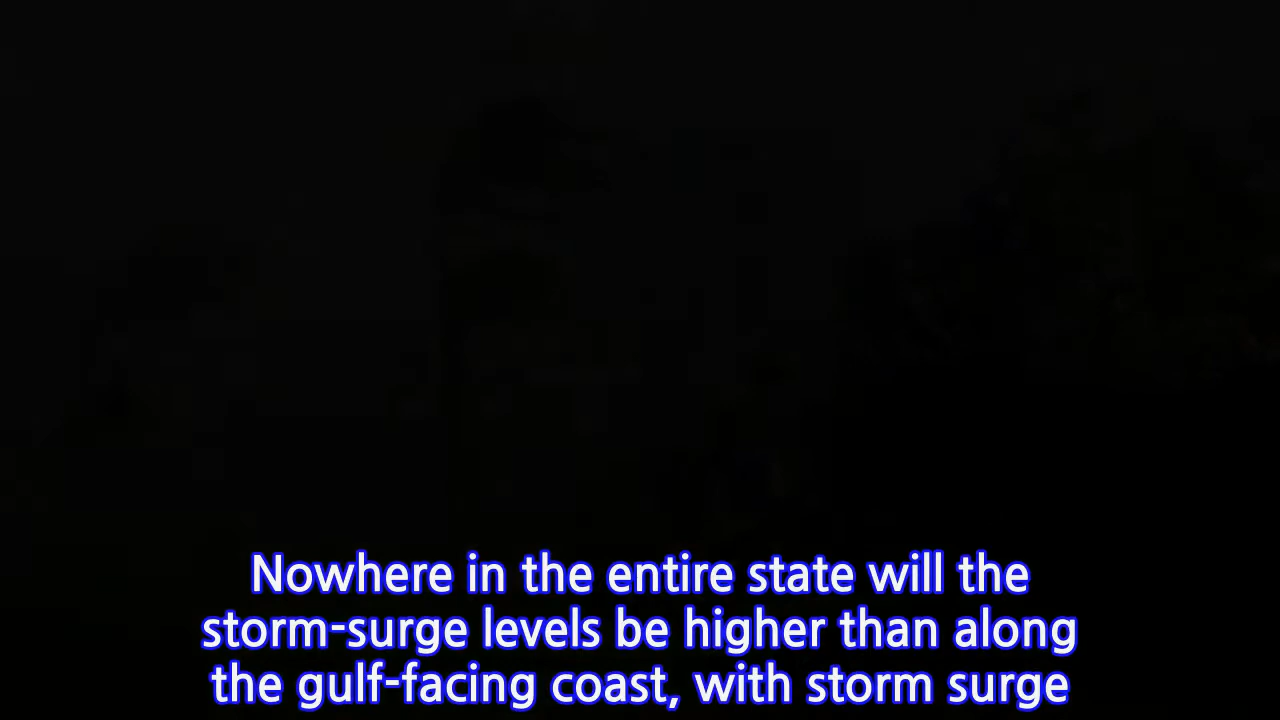 Nowhere in the entire state will the
storm-surge levels be higher than along
the gulf-facing coast, with storm surge